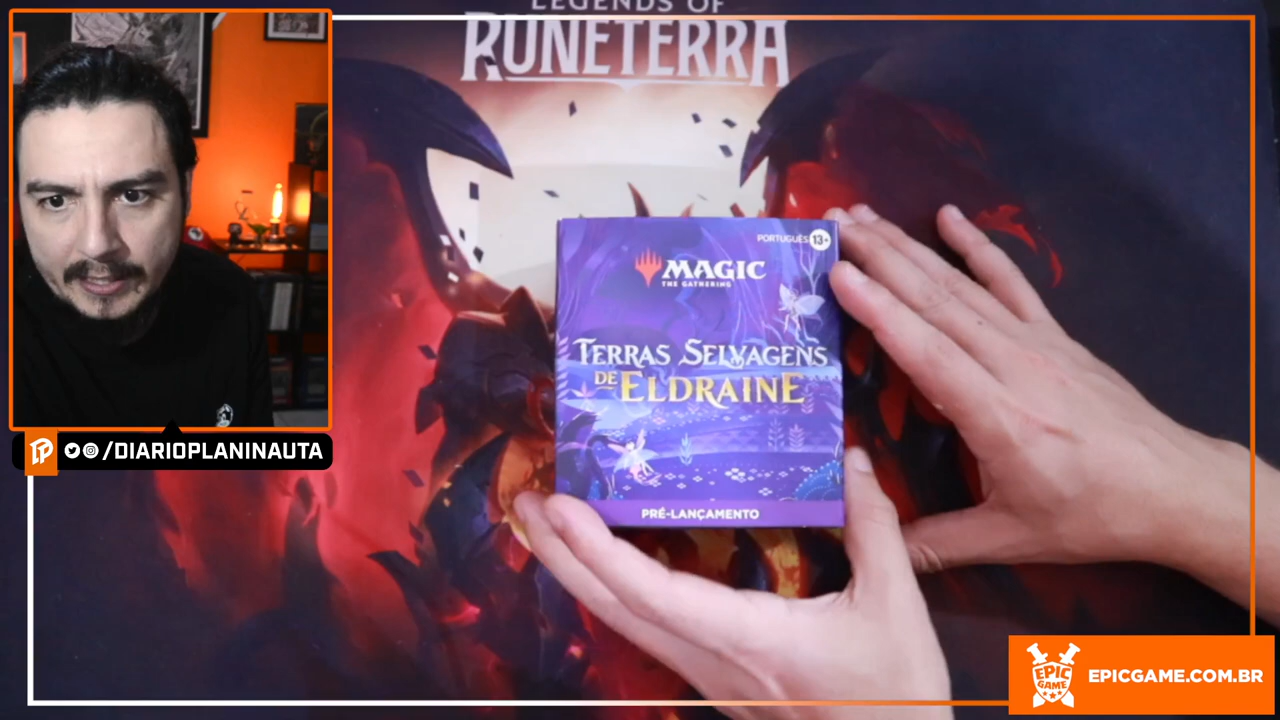 LEGENDS OF
RUNETERRA
PORTUGUÊS 13+
MAGIC
THE GATHERING
TERRAS SELVAGENS
DE ELDRAINE
PRÉ-LANÇAMENTO
/DIARIOPLANINAUTA
EPIC
GAME
EPICGAME.COM.BR